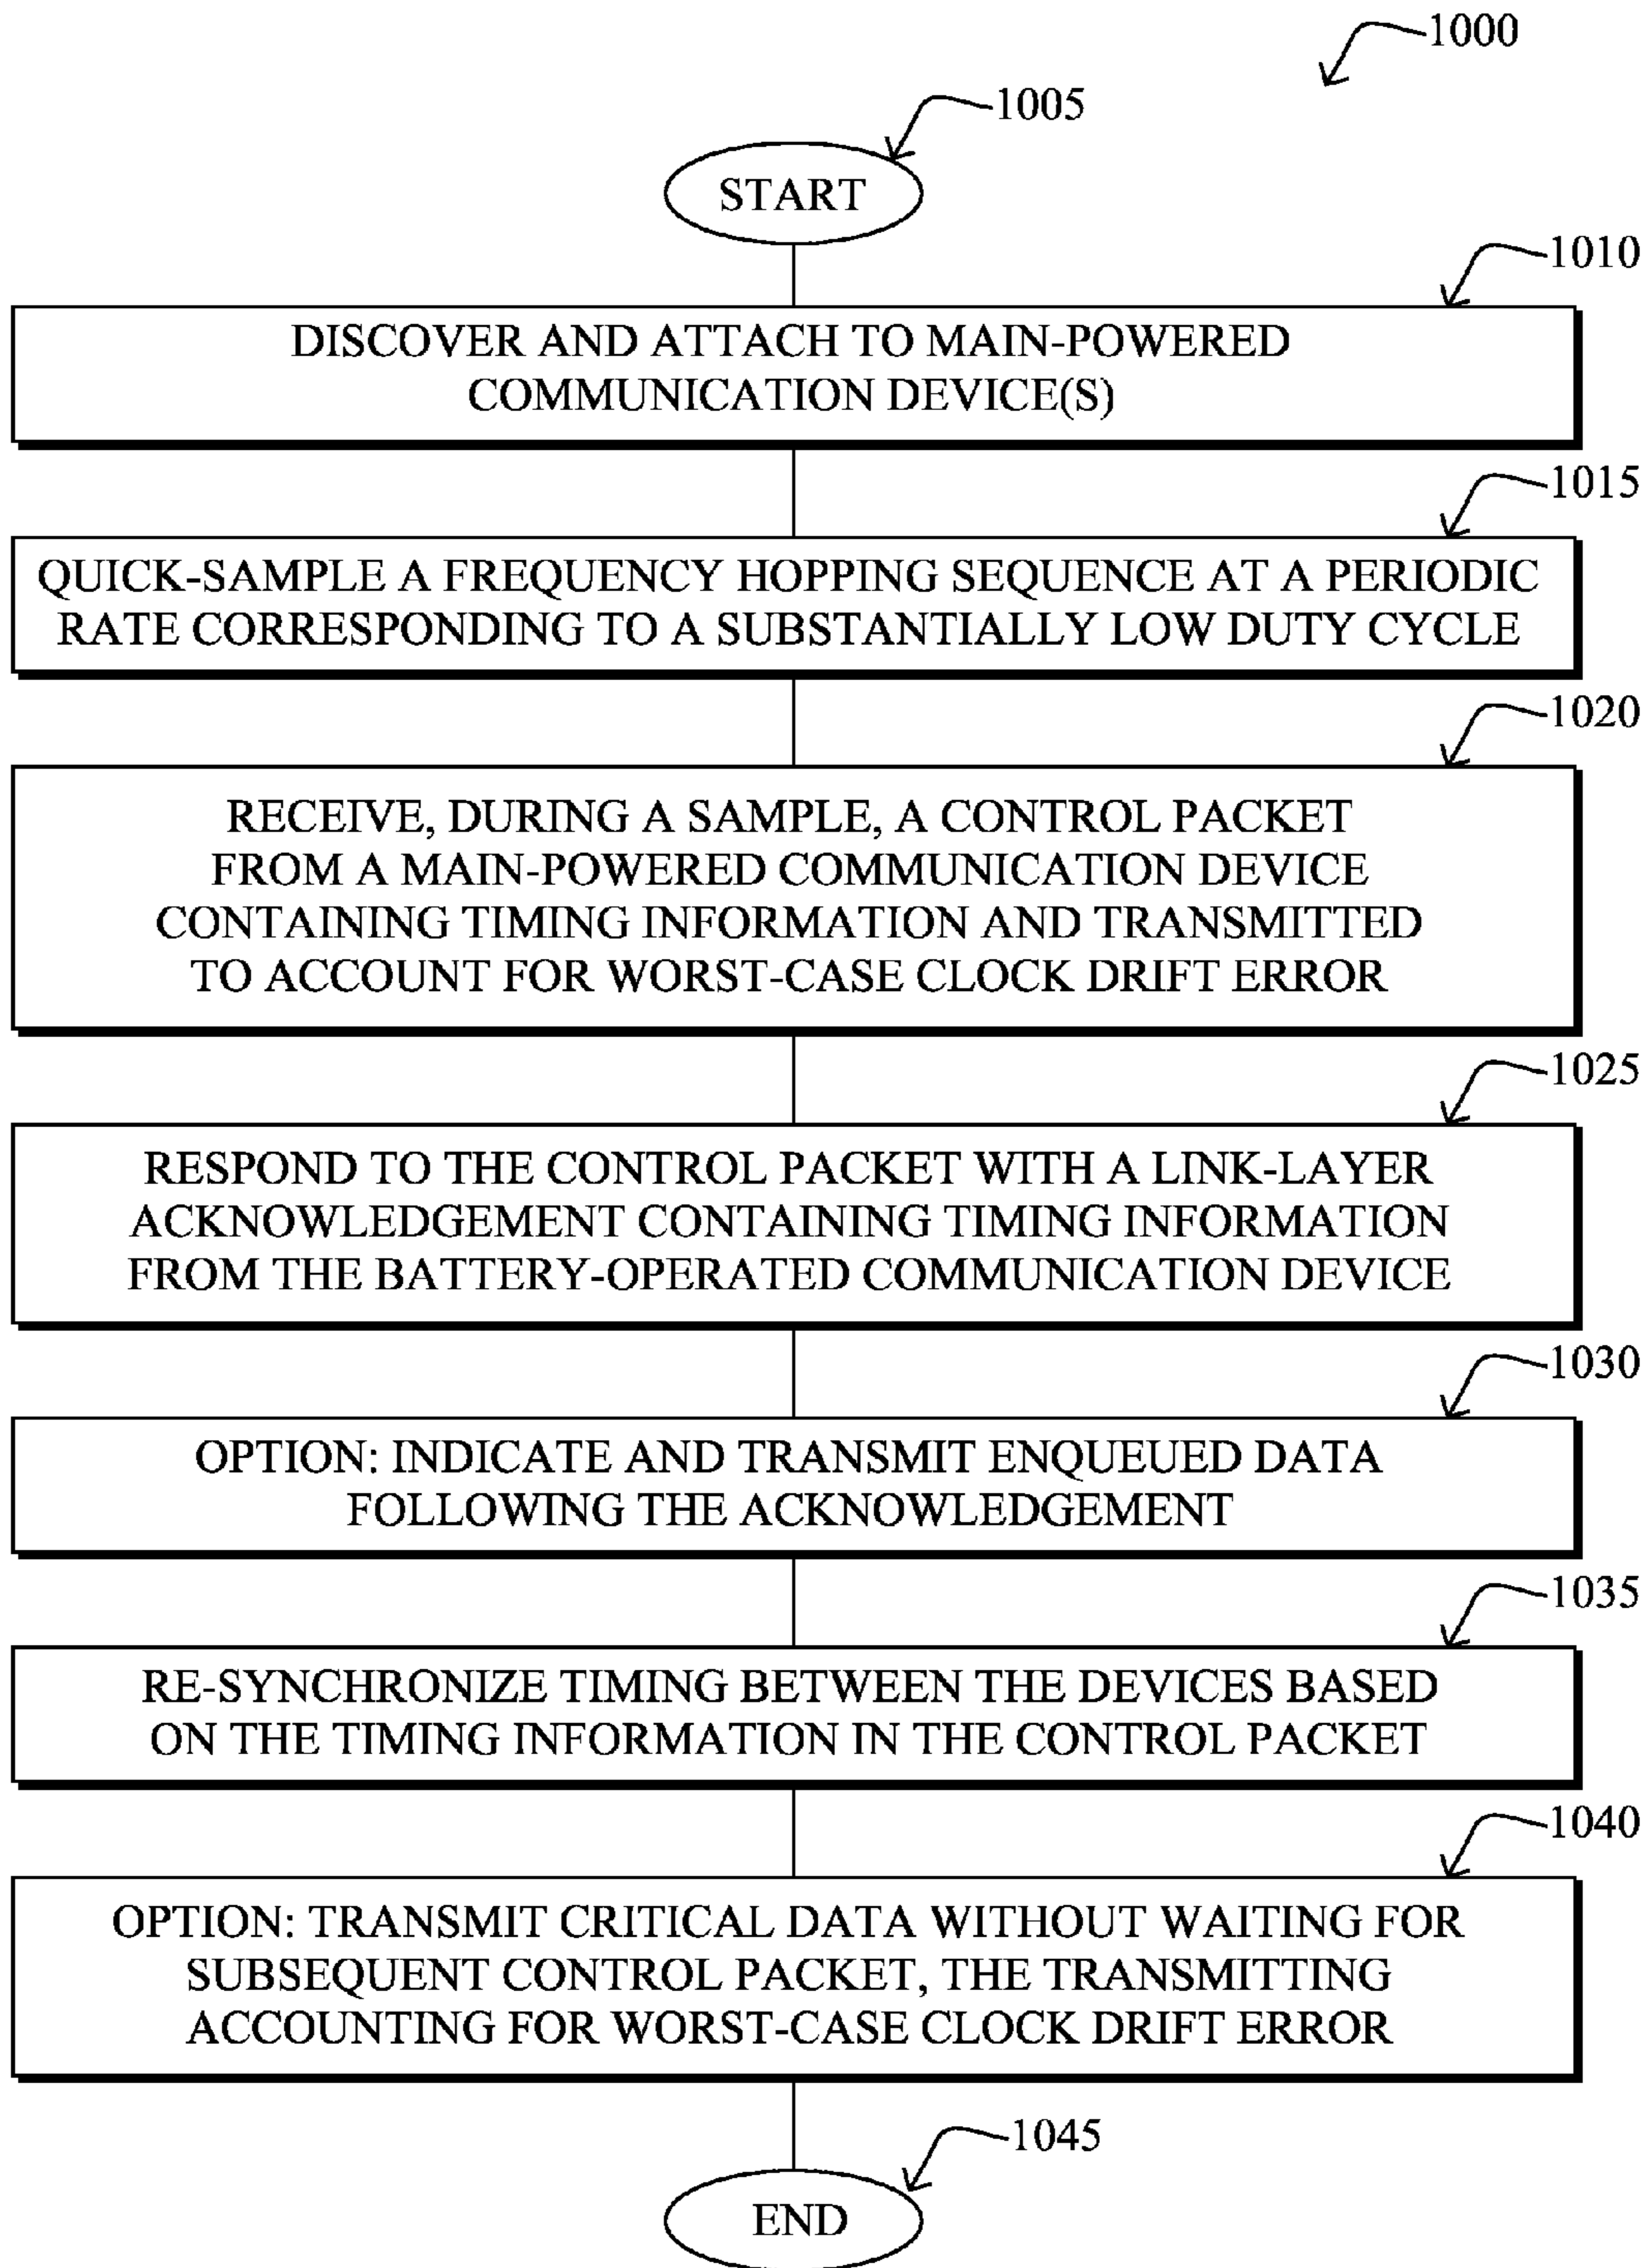 1000
1005
START
1010
DISCOVER AND ATTACH TO MAIN-POWERED
COMMUNICATION DEVICE(S)
1015
QUICK-SAMPLE A FREQUENCY HOPPING SEQUENCE AT A PERIODIC
RATE CORRESPONDING TO A SUBSTANTIALLY LOW DUTY CYCLE
1020
RECEIVE, DURING A SAMPLE, A CONTROL PACKET
FROM A MAIN-POWERED COMMUNICATION DEVICE
CONTAINING TIMING INFORMATION AND TRANSMITTED
TO ACCOUNT FOR WORST-CASE CLOCK DRIFT ERROR
1025
RESPOND TO THE CONTROL PACKET WITH A LINK-LAYER
ACKNOWLEDGEMENT CONTAINING TIMING INFORMATION
FROM THE BATTERY-OPERATED COMMUNICATION DEVICE
1030
OPTION: INDICATE AND TRANSMIT ENQUEUED DATA
FOLLOWING THE ACKNOWLEDGEMENT
1035
RE-SYNCHRONIZE TIMING BETWEEN THE DEVICES BASED
ON THE TIMING INFORMATION IN THE CONTROL PACKET
1040
OPTION: TRANSMIT CRITICAL DATA WITHOUT WAITING FOR
SUBSEQUENT CONTROL PACKET, THE TRANSMITTING
ACCOUNTING FOR WORST-CASE CLOCK DRIFT ERROR
1045
END